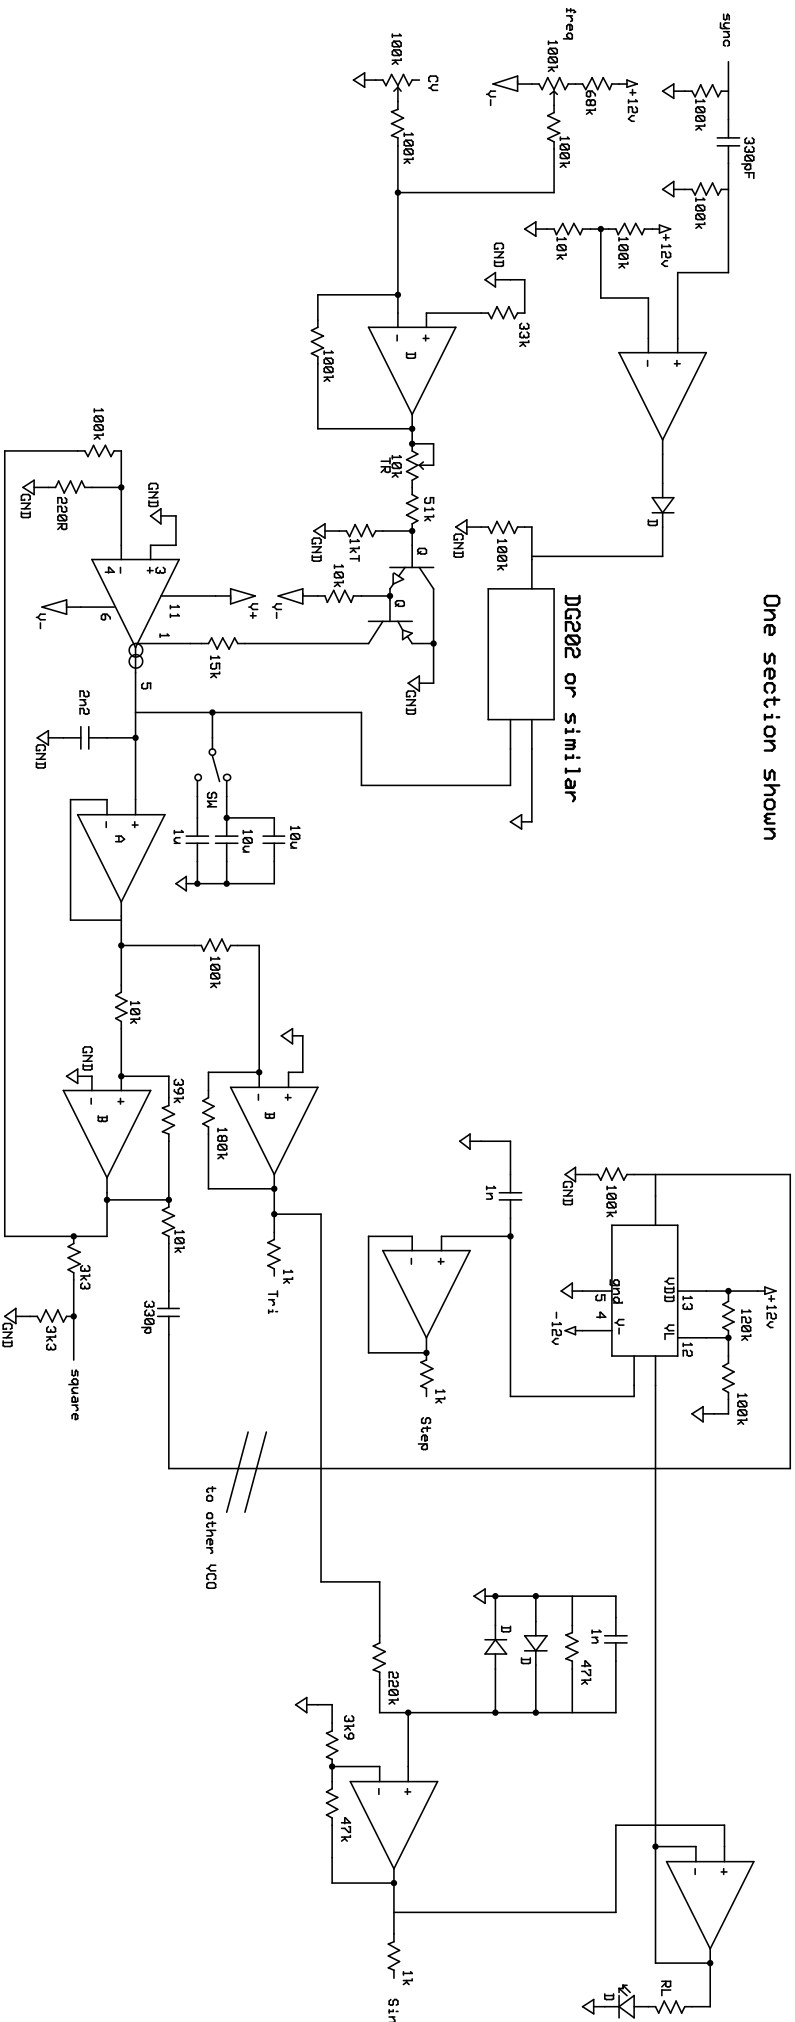 One section shown
sync
100k
330pF
100k
+12v
100k
10k
+
-
D
DG202 or similar
100k
GND
freq
+12v
68k
100k
V-
100k
CV
100k
100k
GND
33k
+
-
D
100k
10k
TR
51k
1kT
GND
Q
Q
10k
V-
GND
15k
100k
220R
GND
GND
3
+
-
4
11
V+
6
V-
1
5
2n2
GND
SW
10u
10u
1u
+
-
A
100k
10k
GND
+
-
B
39k
10k
330p
+
-
B
180k
1k
Tri
3k3
3k3
GND
square
to other VCO
+12v
120k
100k
VDD
13
VL
12
gnd
5
V-
4
-12v
100k
GND
1n
+
-
1k
Step
1n
47k
D
D
220k
3k9
47k
+
-
1k
+
-
RL
D